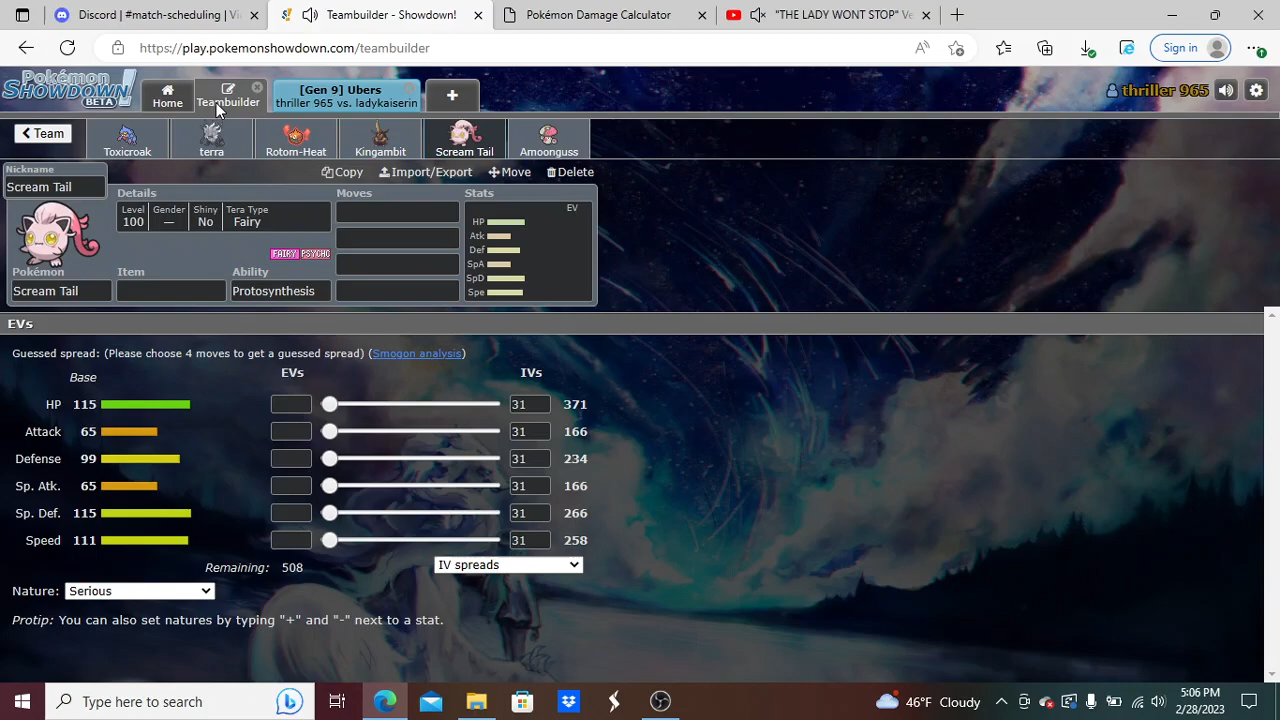 Discord | #match-scheduling | Vi
Teambuilder - Showdown!
Pokémon Damage Calculator
"THE LADY WONT STOP" Ve
https://play.pokemonshowdown.com/teambuilder
Sign in
Pokémon
SHOWDOWN!
BETA
Home
Teambuilder
[Gen 9] Ubers
thriller 965 vs. ladykaiserin
thriller 965
Team
Toxicroak
terra
Rotom-Heat
Kingambit
Scream Tail
Amoonguss
Copy
Import/Export
Move
Delete
Nickname
Scream Tail
Details
Level
100
Gender
—
Shiny
No
Tera Type
Fairy
FAIRY
PSYCHC
Pokémon
Scream Tail
Item
Ability
Protosynthesis
Moves
Stats
EV
HP
Atk
Def
SpA
SpD
Spe
EVs
Guessed spread: (Please choose 4 moves to get a guessed spread) (Smogon analysis)
Base
EVs
IVs
HP 115 31 371
Attack 65 31 166
Defense 99 31 234
Sp. Atk. 65 31 166
Sp. Def. 115 31 266
Speed 111 31 258
Remaining: 508
IV spreads
Nature: Serious
Protip: You can also set natures by typing "+" and "-" next to a stat.
Type here to search
46°F Cloudy
5:06 PM
2/28/2023